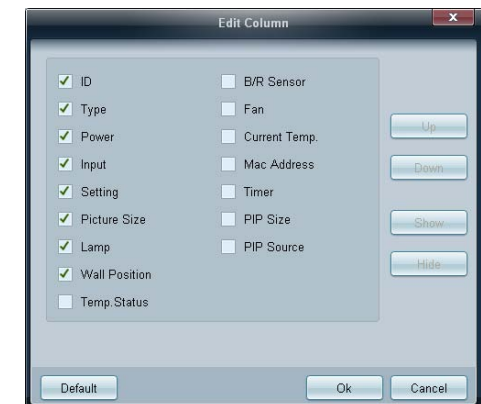 Edit Column
ID
Type
Power
Input
Setting
Picture Size
Lamp
Wall Position
Temp.Status
B/R Sensor
Fan
Current Temp.
Mac Address
Timer
PIP Size
PIP Source
Up
Down
Show
Hide
Default
Ok
Cancel